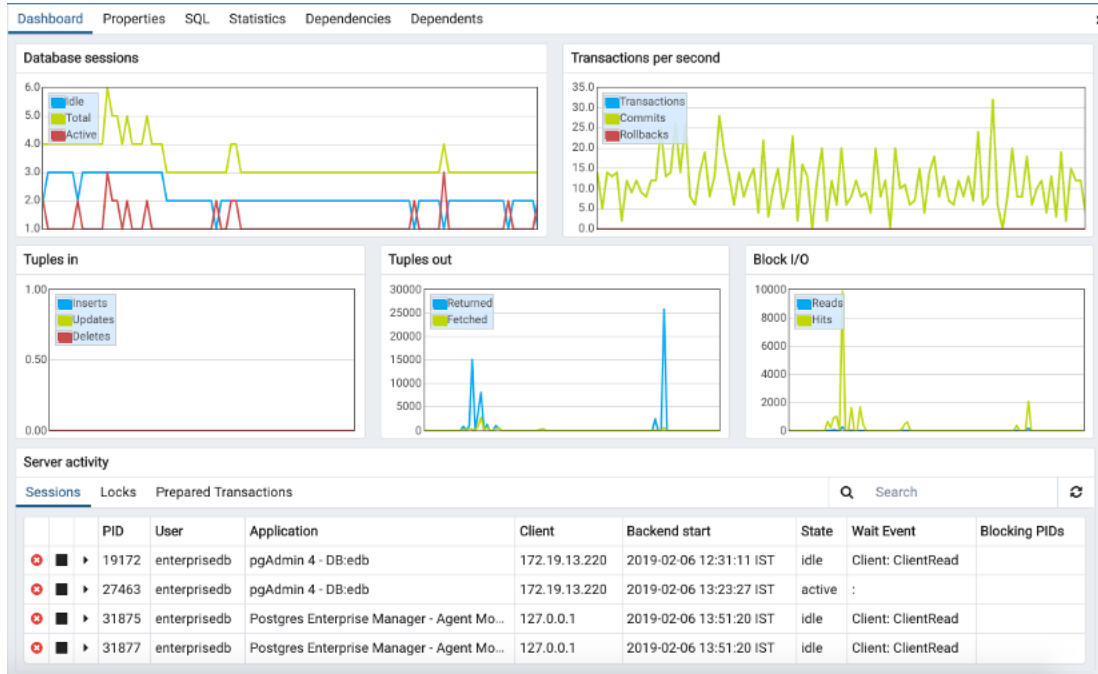 Dashboard Properties SQL Statistics Dependencies Dependents
Database sessions
6.0
5.0
4.0
3.0
2.0
1.0
Idle
Total
Active
Transactions per second
35.0
30.0
25.0
20.0
15.0
10.0
5.0
0.0
Transactions
Commits
Rollbacks
Tuples in
1.00
0.50
0.00
Inserts
Updates
Deletes
Tuples out
30000
25000
20000
15000
10000
5000
0
Returned
Fetched
Block I/O
10000
8000
6000
4000
2000
0
Reads
Hits
Server activity
Sessions Locks Prepared Transactions Search
PID User Application Client Backend start State Wait Event Blocking PIDs
19172 enterprisedb pgAdmin 4 - DB:edb 172.19.13.220 2019-02-06 12:31:11 IST idle Client: ClientRead
27463 enterprisedb pgAdmin 4 - DB:edb 172.19.13.220 2019-02-06 13:23:27 IST active :
31875 enterprisedb Postgres Enterprise Manager - Agent Mo... 127.0.0.1 2019-02-06 13:51:20 IST idle Client: ClientRead
31877 enterprisedb Postgres Enterprise Manager - Agent Mo... 127.0.0.1 2019-02-06 13:51:20 IST idle Client: ClientRead